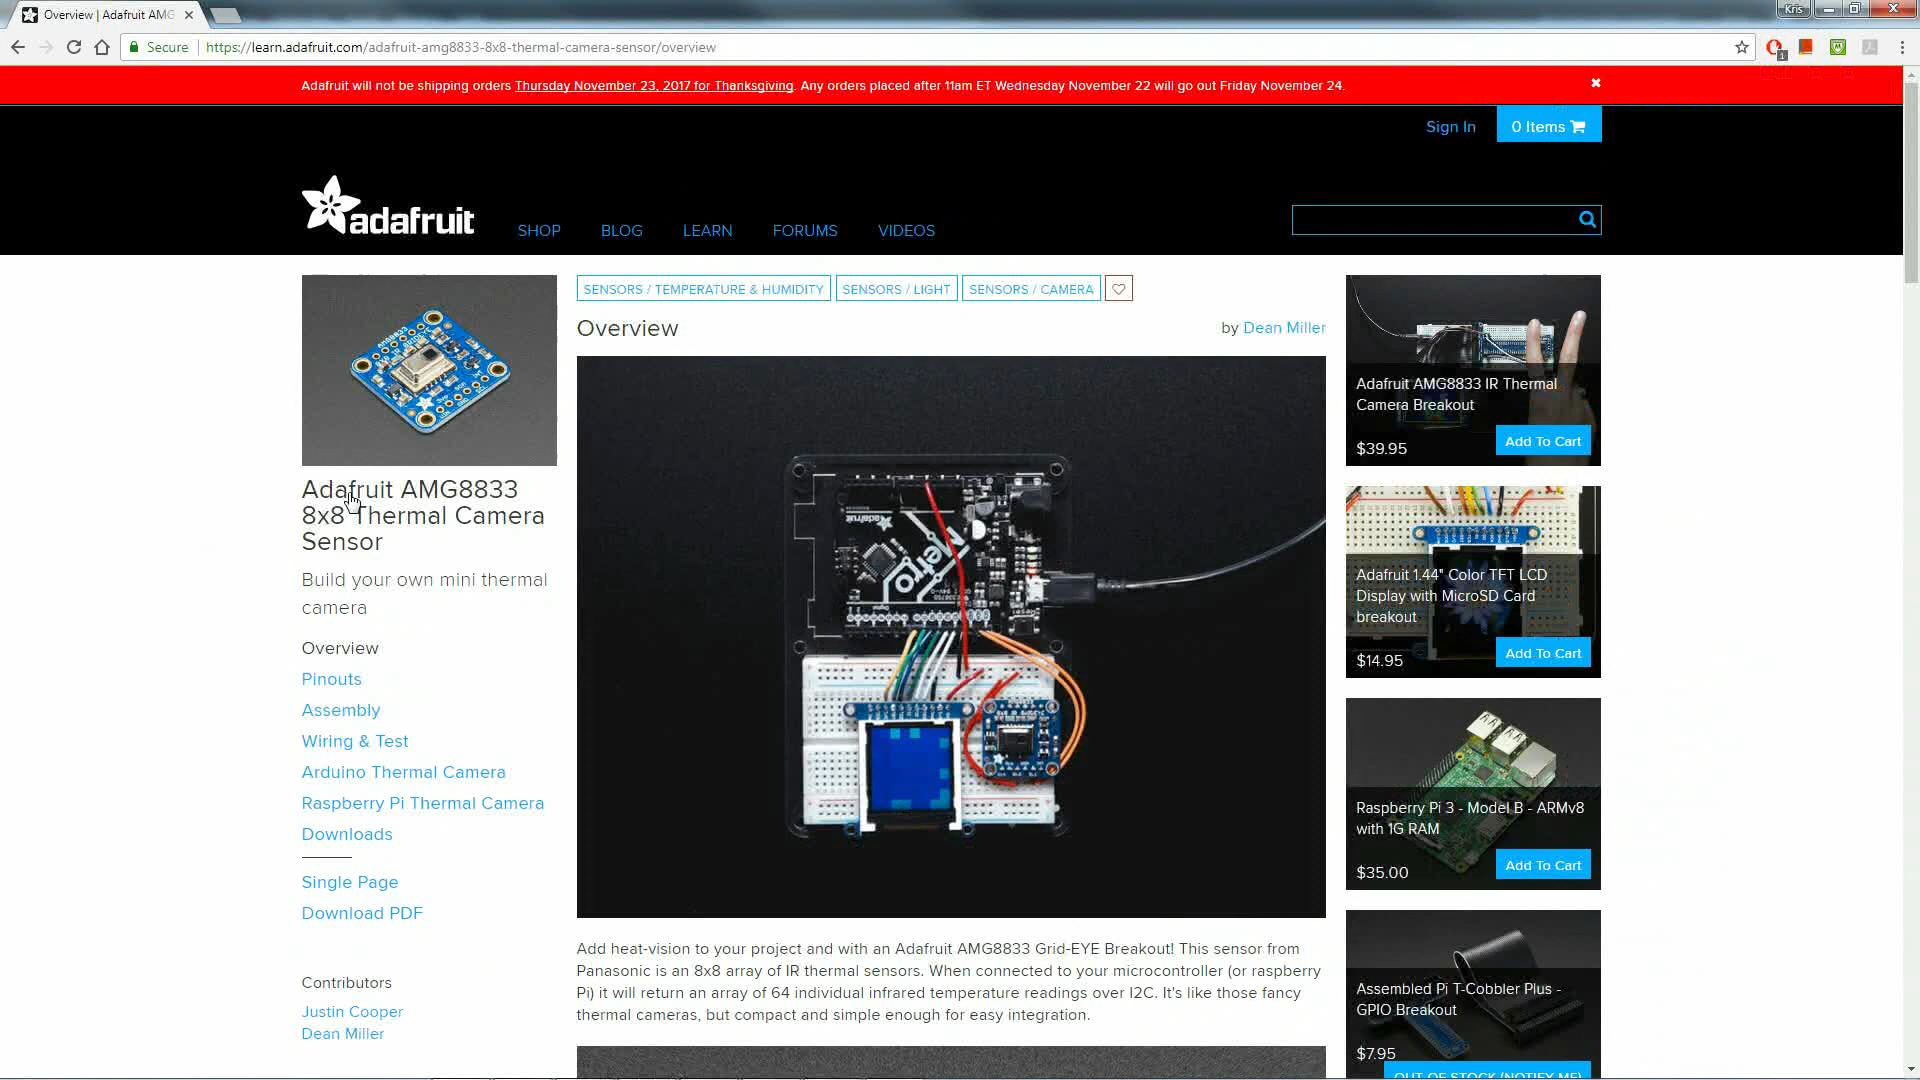 Overview | Adafruit AMG
Kris
Secure
https://learn.adafruit.com/adafruit-amg8833-8x8-thermal-camera-sensor/overview
1
Adafruit will not be shipping orders Thursday November 23, 2017 for Thanksgiving. Any orders placed after 11am ET Wednesday November 22 will go out Friday November 24.
Sign In
0 Items
adafruit
SHOP
BLOG
LEARN
FORUMS
VIDEOS
AMG8833
Adafruit AMG8833
8x8 Thermal Camera
Sensor
Build your own mini thermal
camera
Overview
Pinouts
Assembly
Wiring & Test
Arduino Thermal Camera
Raspberry Pi Thermal Camera
Downloads
Single Page
Download PDF
Contributors
Justin Cooper
Dean Miller
SENSORS / TEMPERATURE & HUMIDITY
SENSORS / LIGHT
SENSORS / CAMERA
Overview
by Dean Miller
adafruit
Metro
Add heat-vision to your project and with an Adafruit AMG8833 Grid-EYE Breakout! This sensor from
Panasonic is an 8x8 array of IR thermal sensors. When connected to your microcontroller (or raspberry
Pi) it will return an array of 64 individual infrared temperature readings over I2C. It's like those fancy
thermal cameras, but compact and simple enough for easy integration.
Adafruit AMG8833 IR Thermal
Camera Breakout
$39.95
Add To Cart
Adafruit 1.44" Color TFT LCD
Display with MicroSD Card
breakout
$14.95
Add To Cart
Raspberry Pi 3 - Model B - ARMv8
with 1G RAM
$35.00
Add To Cart
Assembled Pi T-Cobbler Plus -
GPIO Breakout
$7.95
OUT OF STOCK (NOTIFY ME)